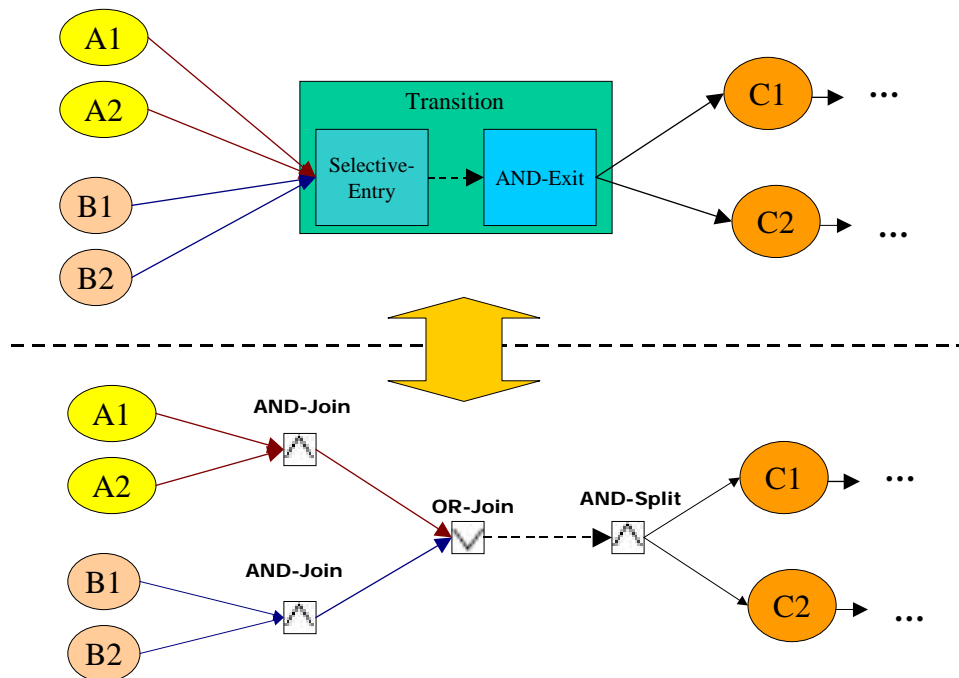 A1
A2
B1
B2
Transition
Selective-
Entry
AND-Exit
C1
...
C2
...
A1
A2
B1
B2
AND-Join
AND-Join
OR-Join
AND-Split
C1
...
C2
...